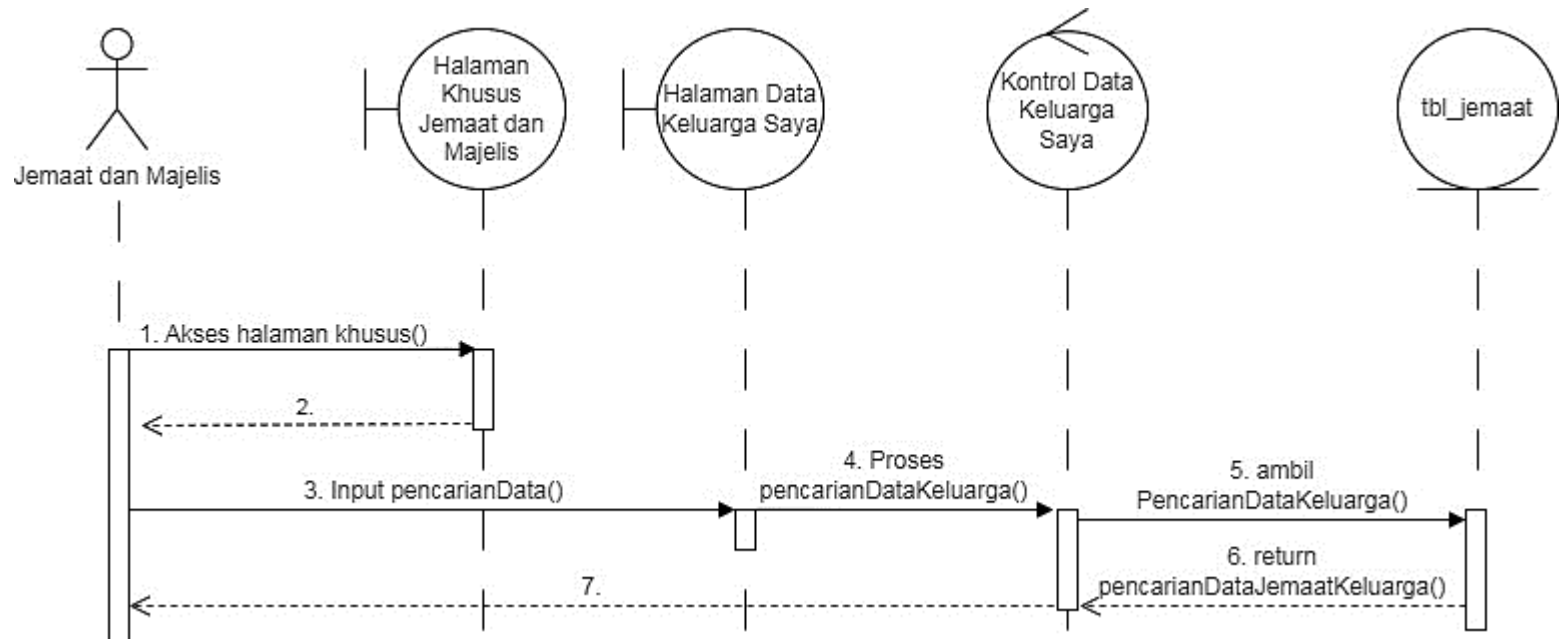 Halaman
Khusus
Jemaat dan
Majelis
Halaman Data
Keluarga Saya
Kontrol Data
Keluarga
Saya
tbl_jemaat
Jemaat dan Majelis
1. Akses halaman khusus()
2.
3. Input pencarianData()
4. Proses
pencarianDataKeluarga()
5. ambil
PencarianDataKeluarga()
6. return
pencarianDataJemaatKeluarga()
7.